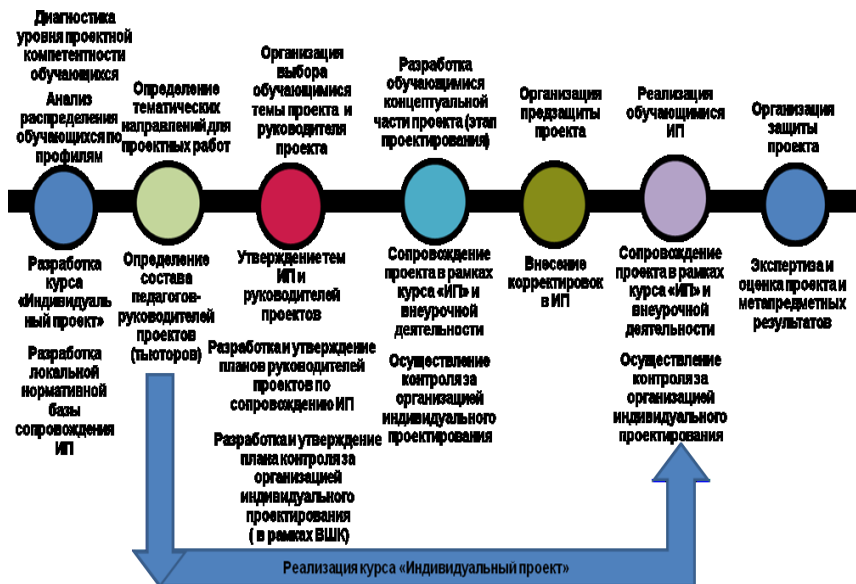 Диагностика
уровня проектной
компетентности
обучающихся
Анализ
распределения
обучающихся по
профилям
Определение
тематических
направлений для
проектных работ
Организация
выбора
обучающимися
темы проекта и
руководителя
проекта
Разработка
обучающимися
концептуальной
части проекта (этап
проектирования)
Организация
предзащиты
проекта
Реализация
обучающимися
ИП
Организация
защиты
проекта
Разработка
курса
«Индивидуаль
ный проект»
Разработка
локальной
нормативной
базы
сопровождения
ИП
Определение
состава
педагогов-
руководителей
проектов
(тьюторов)
Утверждение тем
ИП и
руководителей
проектов
Разработка и утверждение
планов руководителей
проектов по
сопровождению ИП
Разработка и утверждение
плана контроля за
организацией
индивидуального
проектирования
( в рамках ВШК)
Сопровождение
проекта в рамках
курса «ИП» и
внеурочной
деятельности
Осуществление
контроля за
организацией
индивидуального
проектирования
Внесение
корректировок
в ИП
Сопровождение
проекта в рамках
курса «ИП» и
внеурочной
деятельности
Осуществление
контроля за
организацией
индивидуального
проектирования
Экспертиза и
оценка проекта и
метапредметных
результатов
Реализация курса «Индивидуальный проект»